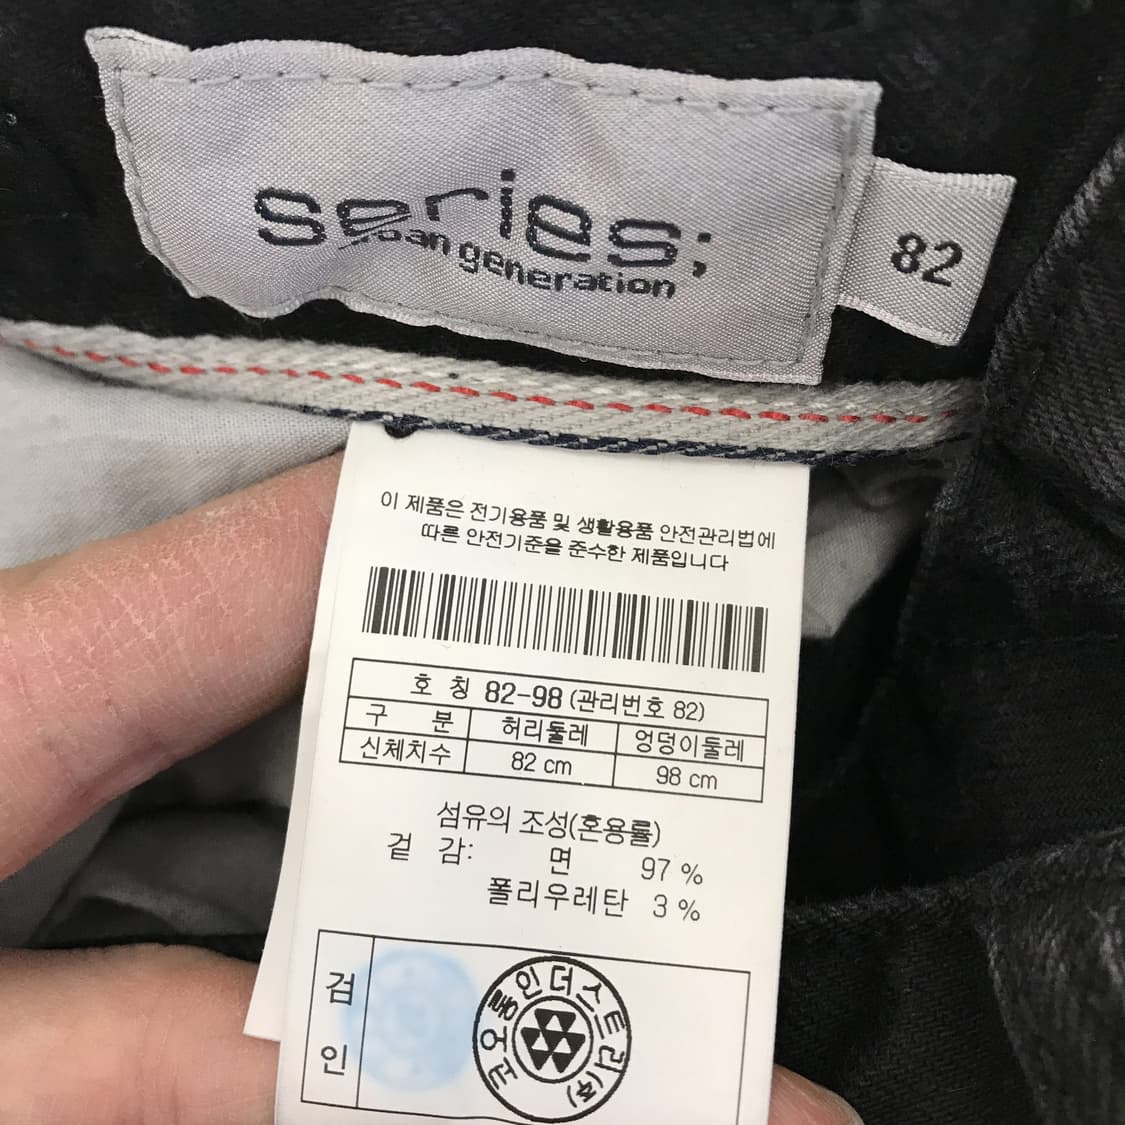 series;
urban generation
82
이 제품은 전기용품 및 생활용품 안전관리법에
따른 안전기준을 준수한 제품입니다
호 칭 82-98 (관리번호 82)
구 분 허리둘레 엉덩이둘레
신체치수 82 cm 98 cm
섬유의 조성(혼용률)
겉 감: 면 97 %
폴리우레탄 3 %
검인
코오롱인더스트리(주)